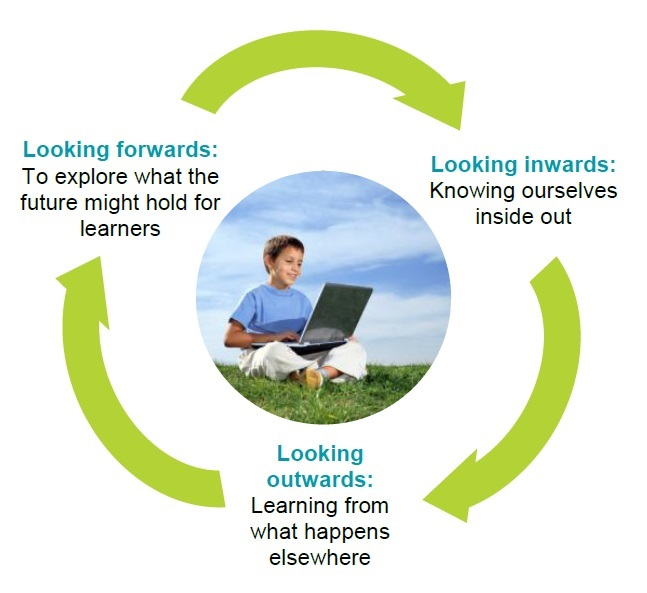 Looking forwards:
To explore what the
future might hold for
learners
Looking inwards:
Knowing ourselves
inside out
Looking
outwards:
Learning from
what happens
elsewhere